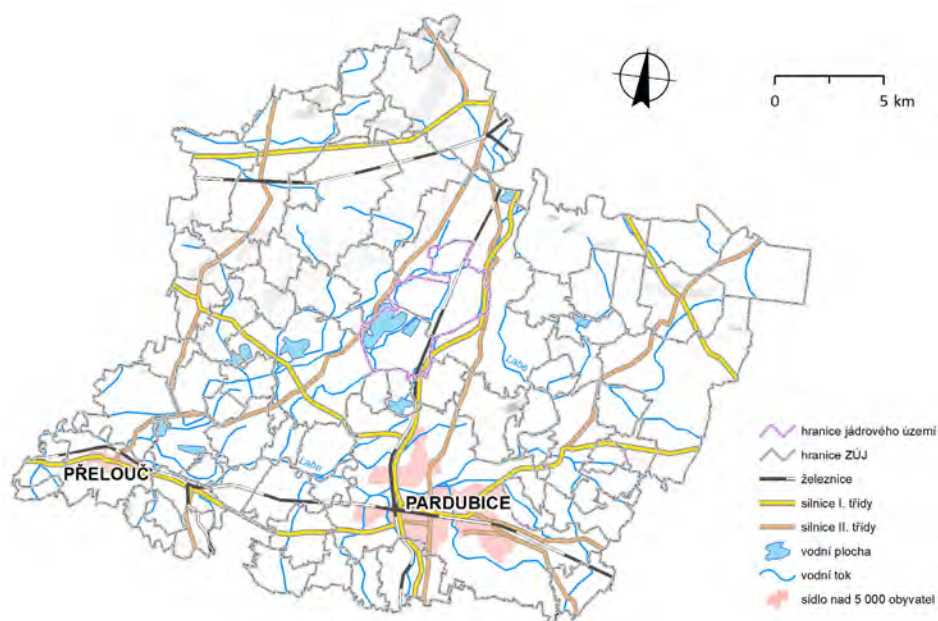 0 5 km
Labe
Labe
PŘELOUČ
PARDUBICE
hranice jádrového území
hranice ZÚJ
železnice
silnice I. třídy
silnice II. třídy
vodní plocha
vodní tok
sídlo nad 5 000 obyvatel